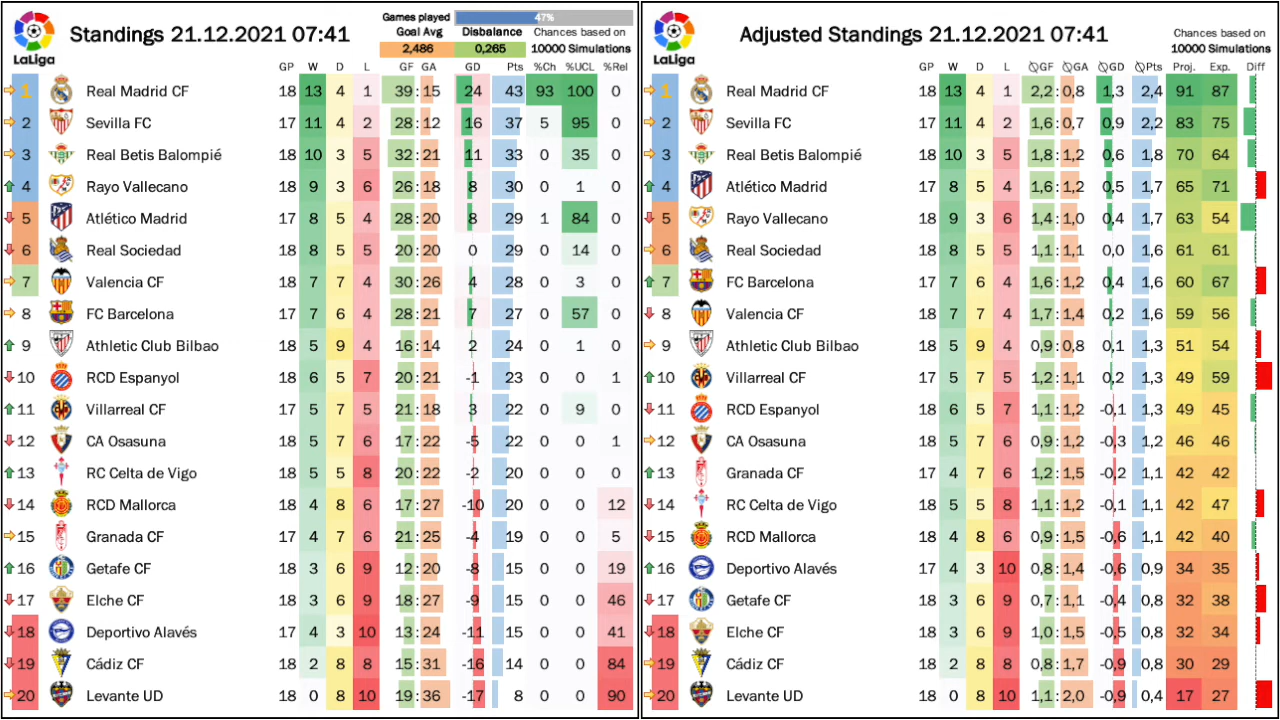 Games played 47%
LaLiga Standings 21.12.2021 07:41 Goal Avg Disbalance Chances based on
2,486 0,265 10000 Simulations
GP W D L GF GA GD Pts %Ch %UCL %Rel
1 Real Madrid CF 18 13 4 1 39:15 24 43 93 100 0
2 Sevilla FC 17 11 4 2 28:12 16 37 5 95 0
3 Real Betis Balompié 18 10 3 5 32:21 11 33 0 35 0
4 Rayo Vallecano 18 9 3 6 26:18 8 30 0 1 0
5 Atlético Madrid 17 8 5 4 28:20 8 29 1 84 0
6 Real Sociedad 18 8 5 5 20:20 0 29 0 14 0
7 Valencia CF 18 7 7 4 30:26 4 28 0 3 0
8 FC Barcelona 17 7 6 4 28:21 7 27 0 57 0
9 Athletic Club Bilbao 18 5 9 4 16:14 2 24 0 1 0
10 RCD Espanyol 18 6 5 7 20:21 -1 23 0 0 1
11 Villarreal CF 17 5 7 5 21:18 3 22 0 9 0
12 CA Osasuna 18 5 7 6 17:22 -5 22 0 0 1
13 RC Celta de Vigo 18 5 5 8 20:22 -2 20 0 0 0
14 RCD Mallorca 18 4 8 6 17:27 -10 20 0 0 12
15 Granada CF 17 4 7 6 21:25 -4 19 0 0 5
16 Getafe CF 18 3 6 9 12:20 -8 15 0 0 19
17 Elche CF 18 3 6 9 18:27 -9 15 0 0 46
18 Deportivo Alavés 17 4 3 10 13:24 -11 15 0 0 41
19 Cádiz CF 18 2 8 8 15:31 -16 14 0 0 84
20 Levante UD 18 0 8 10 19:36 -17 8 0 0 90
LaLiga Adjusted Standings 21.12.2021 07:41 Chances based on
10000 Simulations
GP W D L ∅GF ∅GA ∅GD ∅Pts Proj. Exp. Diff
1 Real Madrid CF 18 13 4 1 2,2:0,8 1,3 2,4 91 87
2 Sevilla FC 17 11 4 2 1,6:0,7 0,9 2,2 83 75
3 Real Betis Balompié 18 10 3 5 1,8:1,2 0,6 1,8 70 64
4 Atlético Madrid 17 8 5 4 1,6:1,2 0,5 1,7 65 71
5 Rayo Vallecano 18 9 3 6 1,4:1,0 0,4 1,7 63 54
6 Real Sociedad 18 8 5 5 1,1:1,1 0,0 1,6 61 61
7 FC Barcelona 17 7 6 4 1,6:1,2 0,4 1,6 60 67
8 Valencia CF 18 7 7 4 1,7:1,4 0,2 1,6 59 56
9 Athletic Club Bilbao 18 5 9 4 0,9:0,8 0,1 1,3 51 54
10 Villarreal CF 17 5 7 5 1,2:1,1 0,2 1,3 49 59
11 RCD Espanyol 18 6 5 7 1,1:1,2 -0,1 1,3 49 45
12 CA Osasuna 18 5 7 6 0,9:1,2 -0,3 1,2 46 46
13 Granada CF 17 4 7 6 1,2:1,5 -0,2 1,1 42 42
14 RC Celta de Vigo 18 5 5 8 1,1:1,2 -0,1 1,1 42 47
15 RCD Mallorca 18 4 8 6 0,9:1,5 -0,6 1,1 42 40
16 Deportivo Alavés 17 4 3 10 0,8:1,4 -0,6 0,9 34 35
17 Getafe CF 18 3 6 9 0,7:1,1 -0,4 0,8 32 38
18 Elche CF 18 3 6 9 1,0:1,5 -0,5 0,8 32 34
19 Cádiz CF 18 2 8 8 0,8:1,7 -0,9 0,8 30 29
20 Levante UD 18 0 8 10 1,1:2,0 -0,9 0,4 17 27